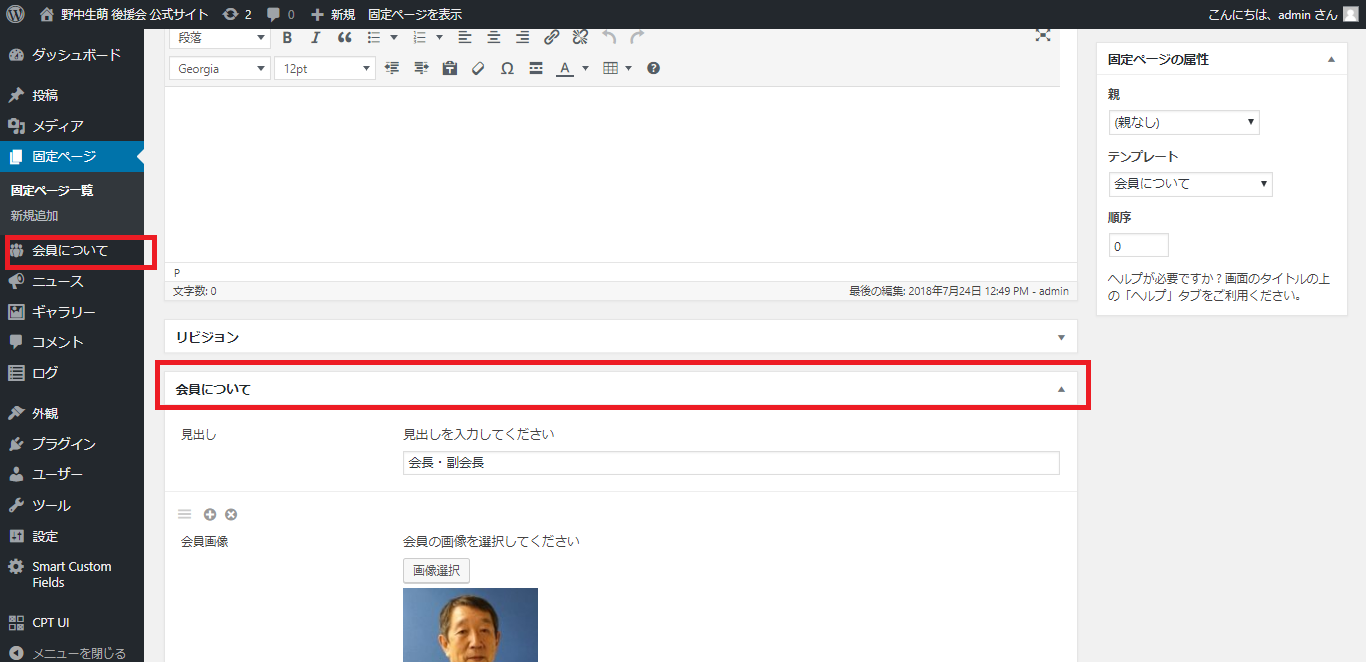 野中生萌 後援会 公式サイト 2 0 新規 固定ページを表示 こんにちは、admin さん
ダッシュボード
投稿
メディア
固定ページ
固定ページ一覧
新規追加
会員について
ニュース
ギャラリー
コメント
ログ
外観
プラグイン
ユーザー
ツール
設定
Smart Custom
Fields
CPT UI
メニューを閉じる
段落 B I
Georgia 12pt Ω A
P
文字数: 0 最後の編集: 2018年7月24日 12:49 PM - admin
リビジョン
会員について
見出し 見出しを入力してください
会長・副会長
会員画像 会員の画像を選択してください
画像選択
固定ページの属性
親
(親なし)
テンプレート
会員について
順序
0
ヘルプが必要ですか ? 画面のタイトルの上
の「ヘルプ」タブをご利用ください。